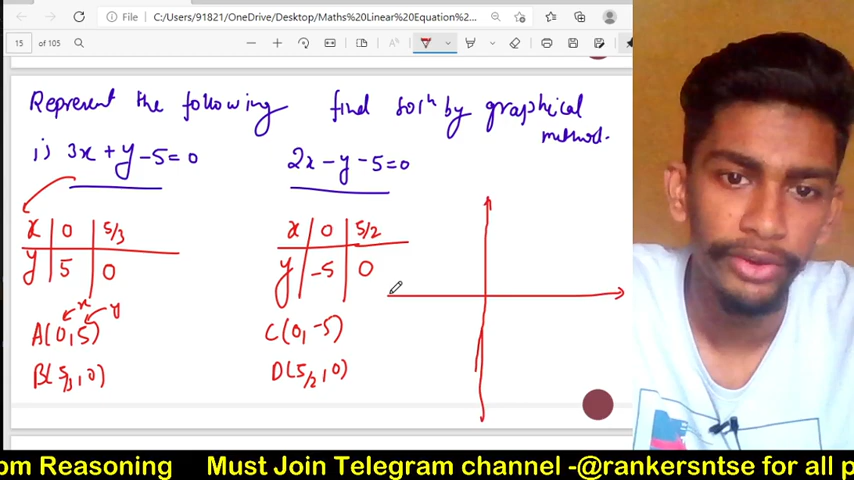 File | C:/Users/91821/OneDrive/Desktop/Maths%20Linear%20Equation%20...
15 of 105
Represent the following find solⁿ by graphical
method.
i) 3x + y - 5 = 0 2x - y - 5 = 0
x 0 5/3
y 5 0
x 0 5/2
y -5 0
x y
A(0,5)
B(5/3,0)
C(0,-5)
D(5/2,0)
om Reasoning Must Join Telegram channel -@rankersntse for all p